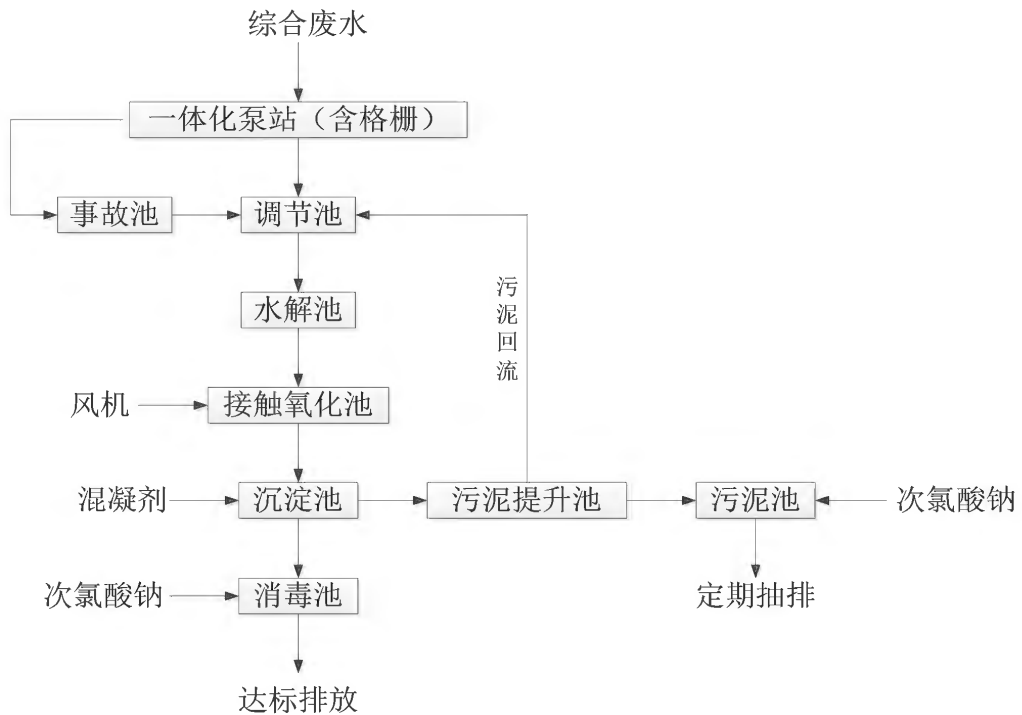 综合废水
一体化泵站（含格栅）
事故池
调节池
水解池
污泥回流
风机
接触氧化池
混凝剂
沉淀池
污泥提升池
污泥池
次氯酸钠
次氯酸钠
消毒池
定期抽排
达标排放